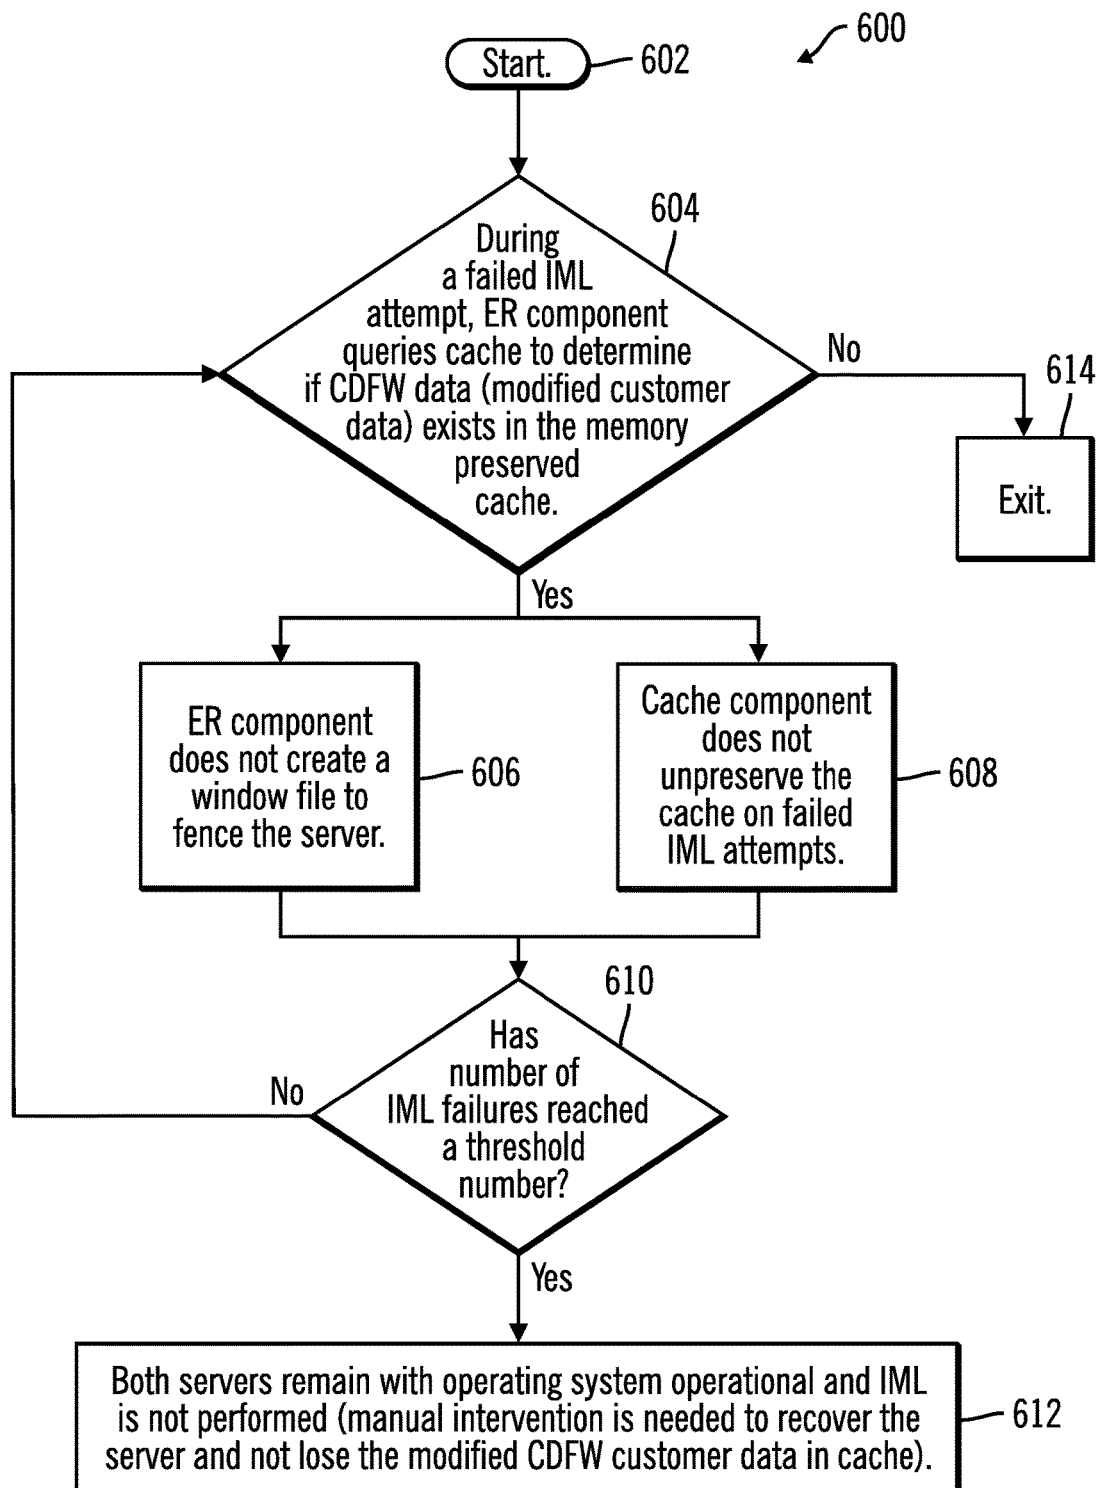 600
Start.
602
604
During
a failed IML
attempt, ER component
queries cache to determine
if CDFW data (modified customer
data) exists in the memory
preserved
cache.
No
614
Exit.
Yes
ER component
does not create a
window file to
fence the server.
606
Cache component
does not
unpreserve the
cache on failed
IML attempts.
608
610
Has
number of
IML failures reached
a threshold
number?
No
Yes
Both servers remain with operating system operational and IML
is not performed (manual intervention is needed to recover the
server and not lose the modified CDFW customer data in cache).
612